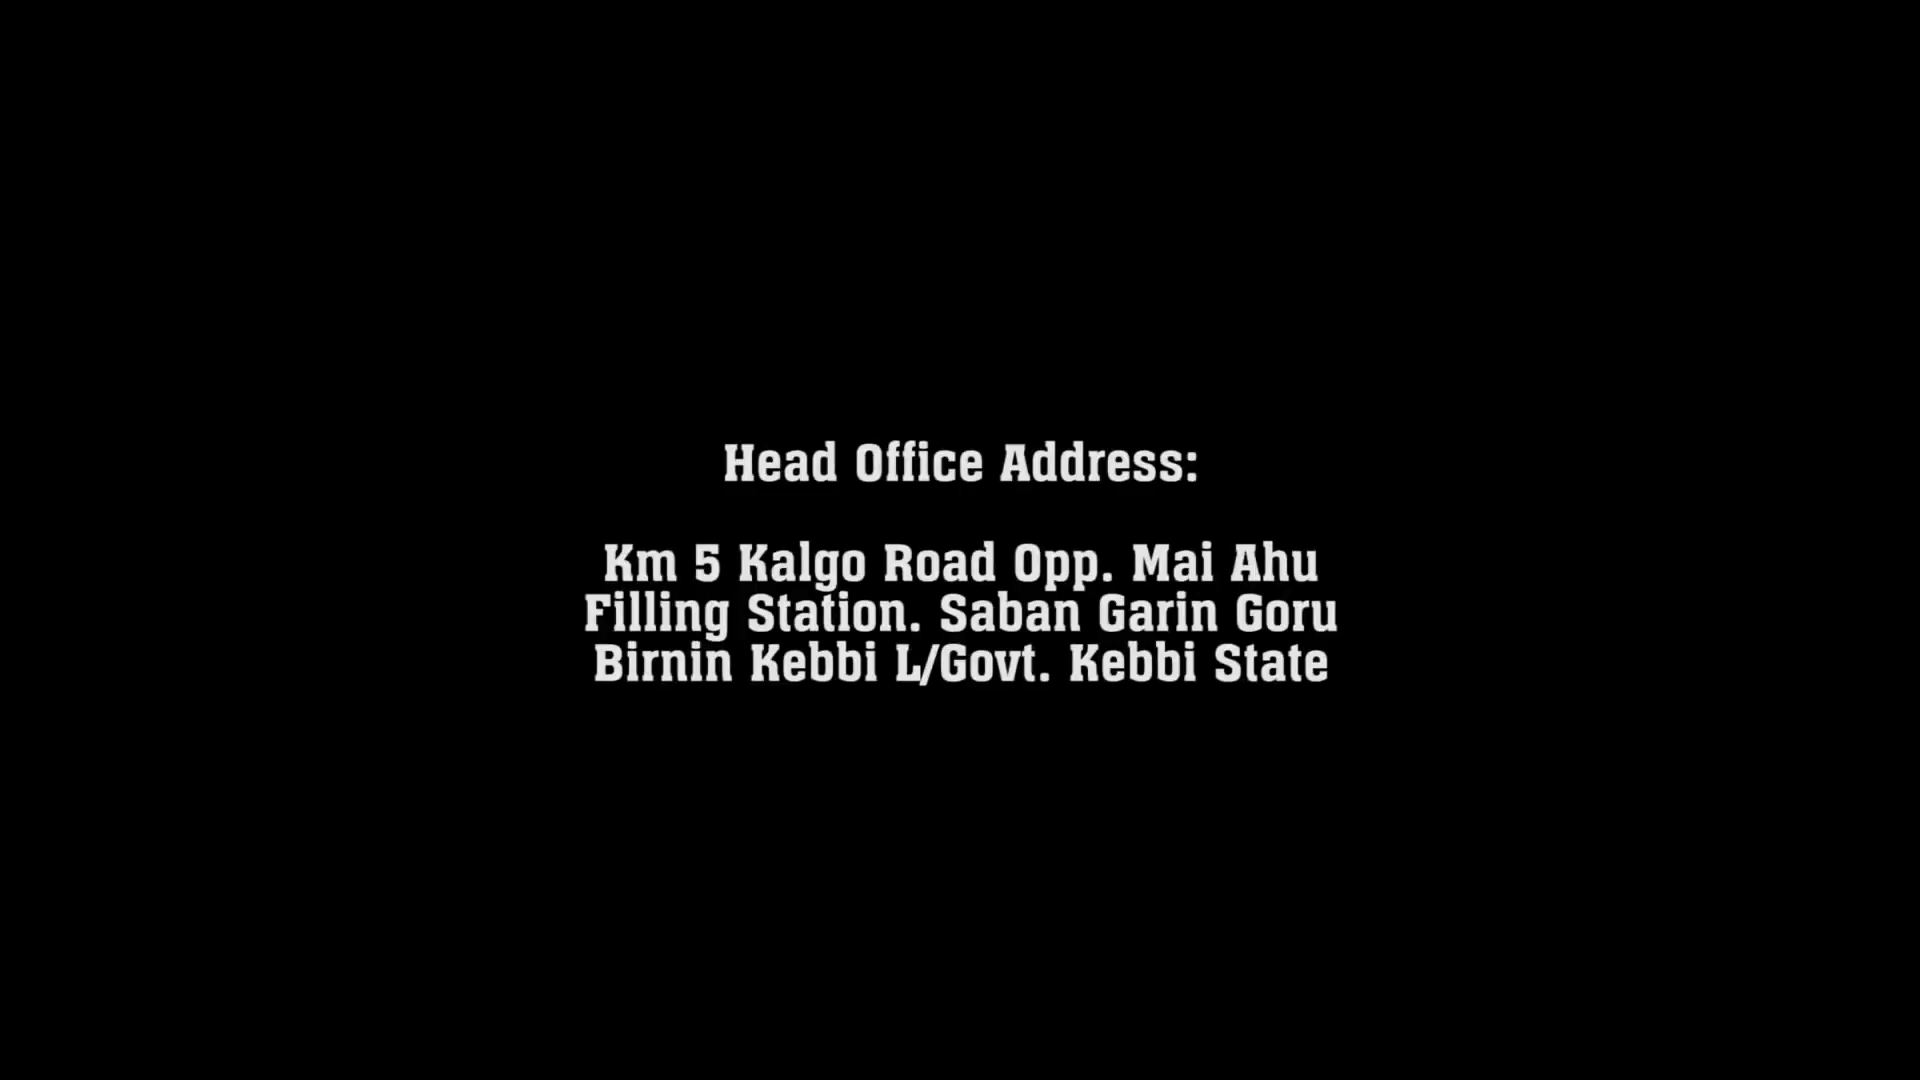 Head Office Address:
Km 5 Kalgo Road Opp. Mai Ahu
Filling Station. Saban Garin Goru
Birnin Kebbi L/Govt. Kebbi State